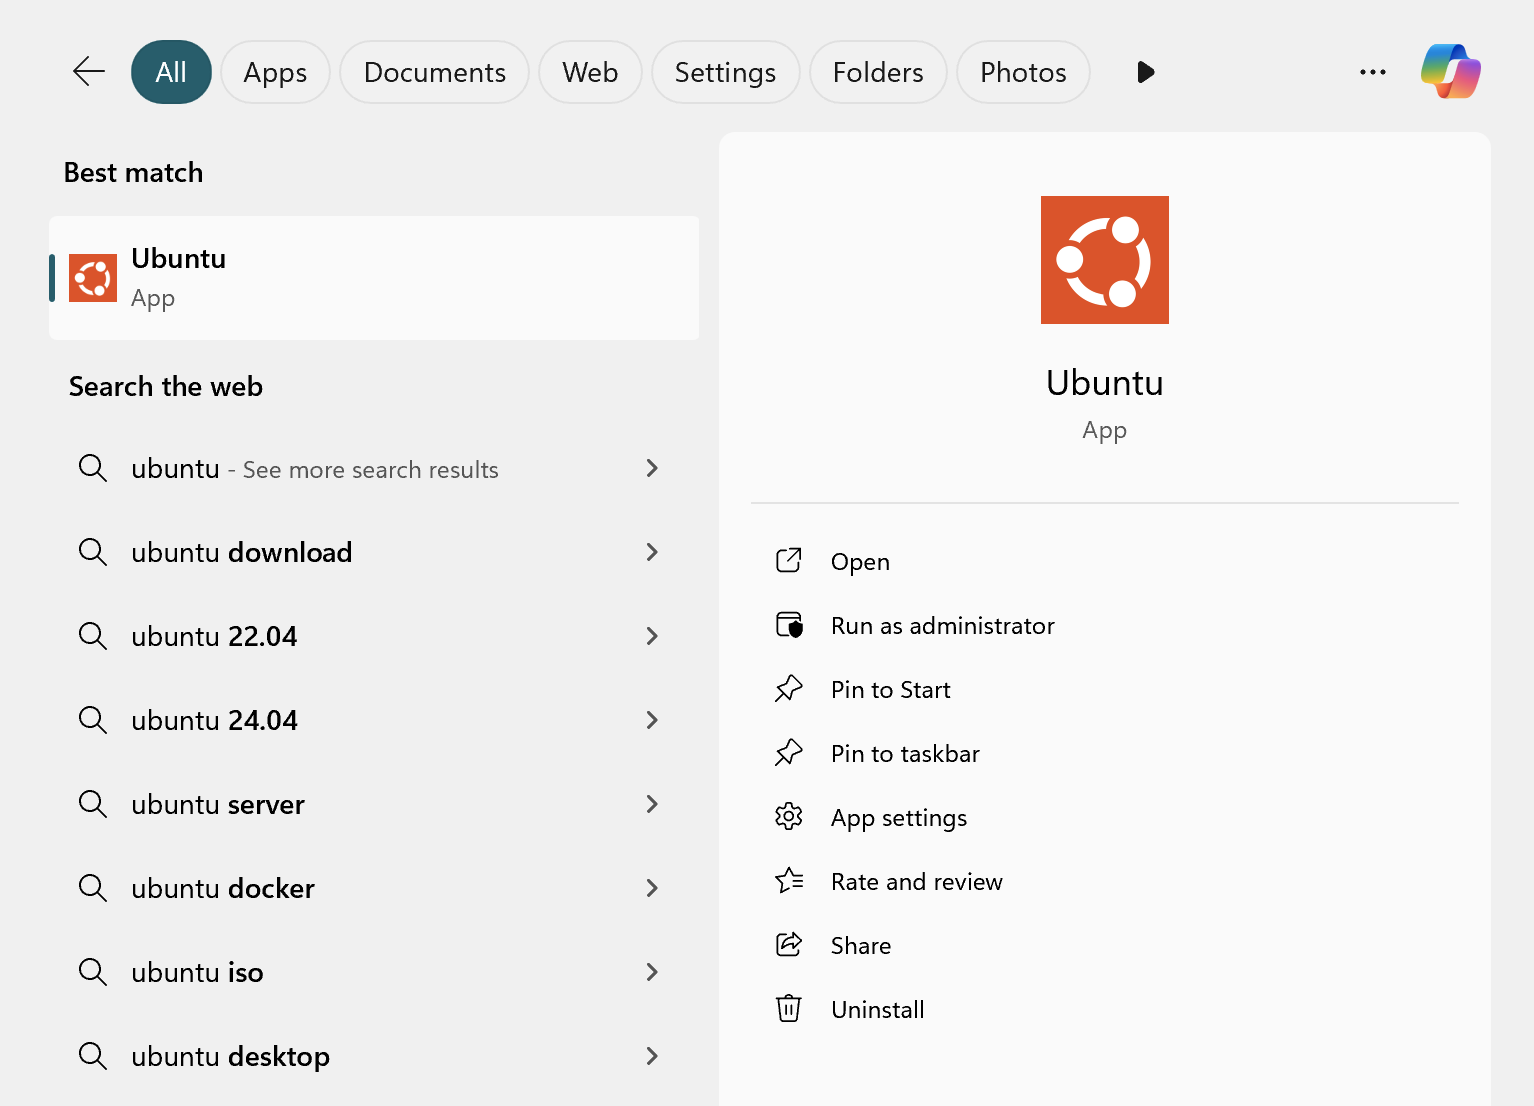 All
Apps
Documents
Web
Settings
Folders
Photos
Best match
Ubuntu
App
Search the web
ubuntu - See more search results
ubuntu download
ubuntu 22.04
ubuntu 24.04
ubuntu server
ubuntu docker
ubuntu iso
ubuntu desktop
Ubuntu
App
Open
Run as administrator
Pin to Start
Pin to taskbar
App settings
Rate and review
Share
Uninstall